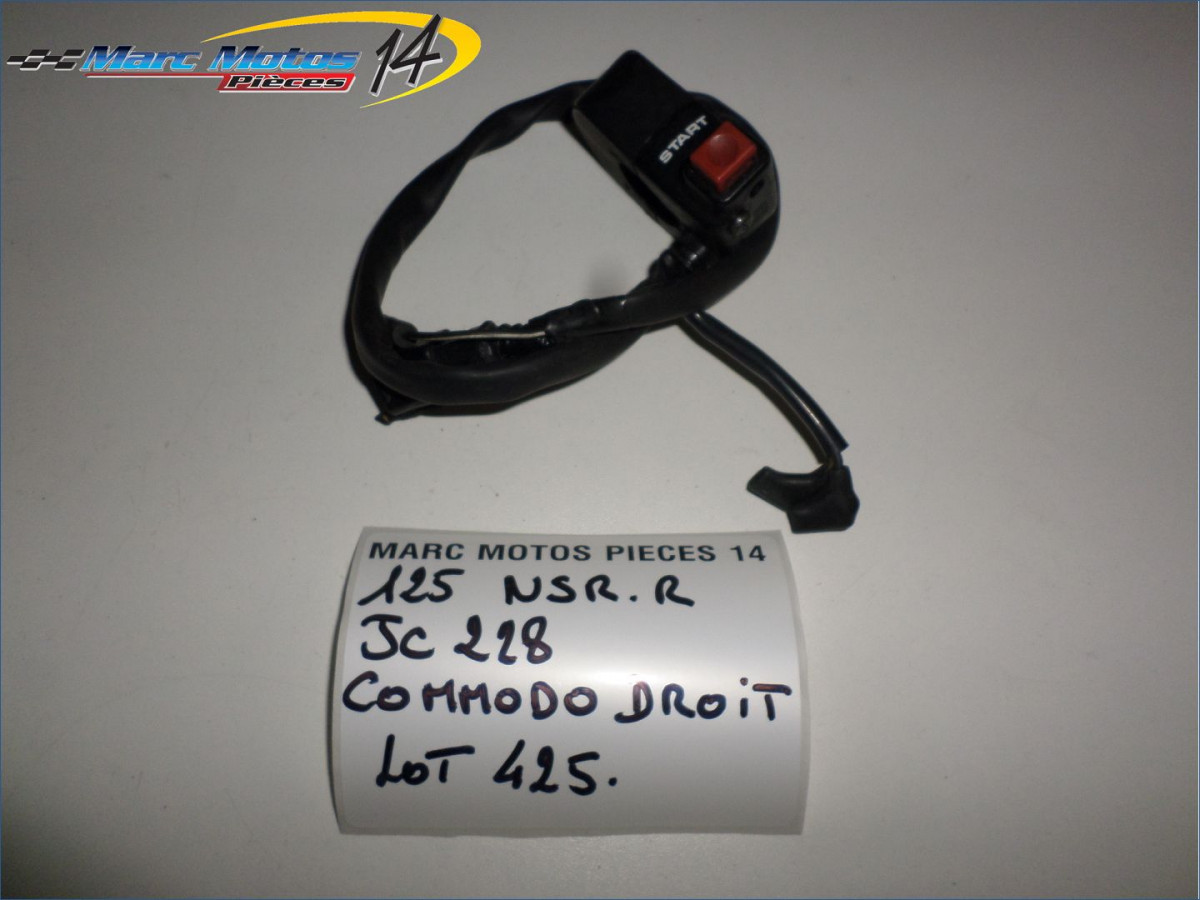 Marc Motos 14
Pièces
START
MARC MOTOS PIECES 14
125 NSR.R
JC 228
COMMODO DROIT
LOT 425.